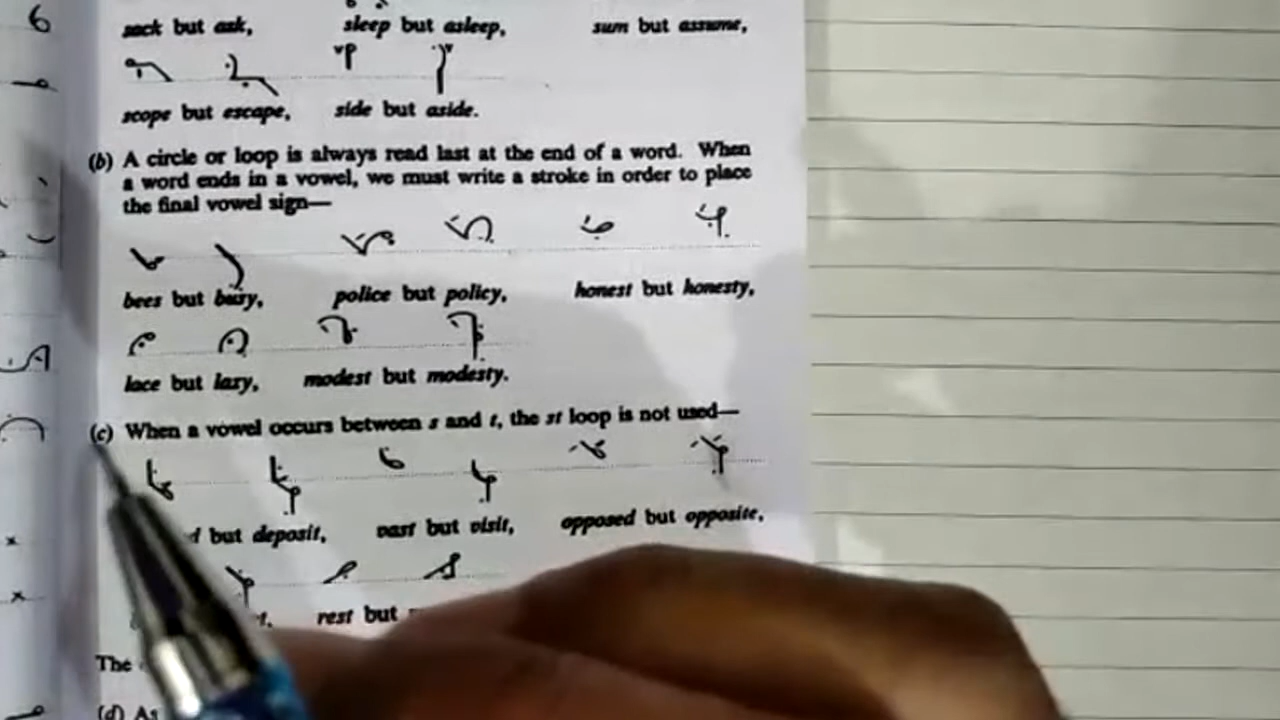 sack but ask, sleep but asleep, sum but assume,
scope but escape, side but aside.
(b) A circle or loop is always read last at the end of a word. When
a word ends in a vowel, we must write a stroke in order to place
the final vowel sign—
bees but busy, police but policy, honest but honesty,
lace but lazy, modest but modesty.
(c) When a vowel occurs between s and t, the st loop is not used—
but deposit, vast but visit, opposed but opposite,
rest but
The
(d) As